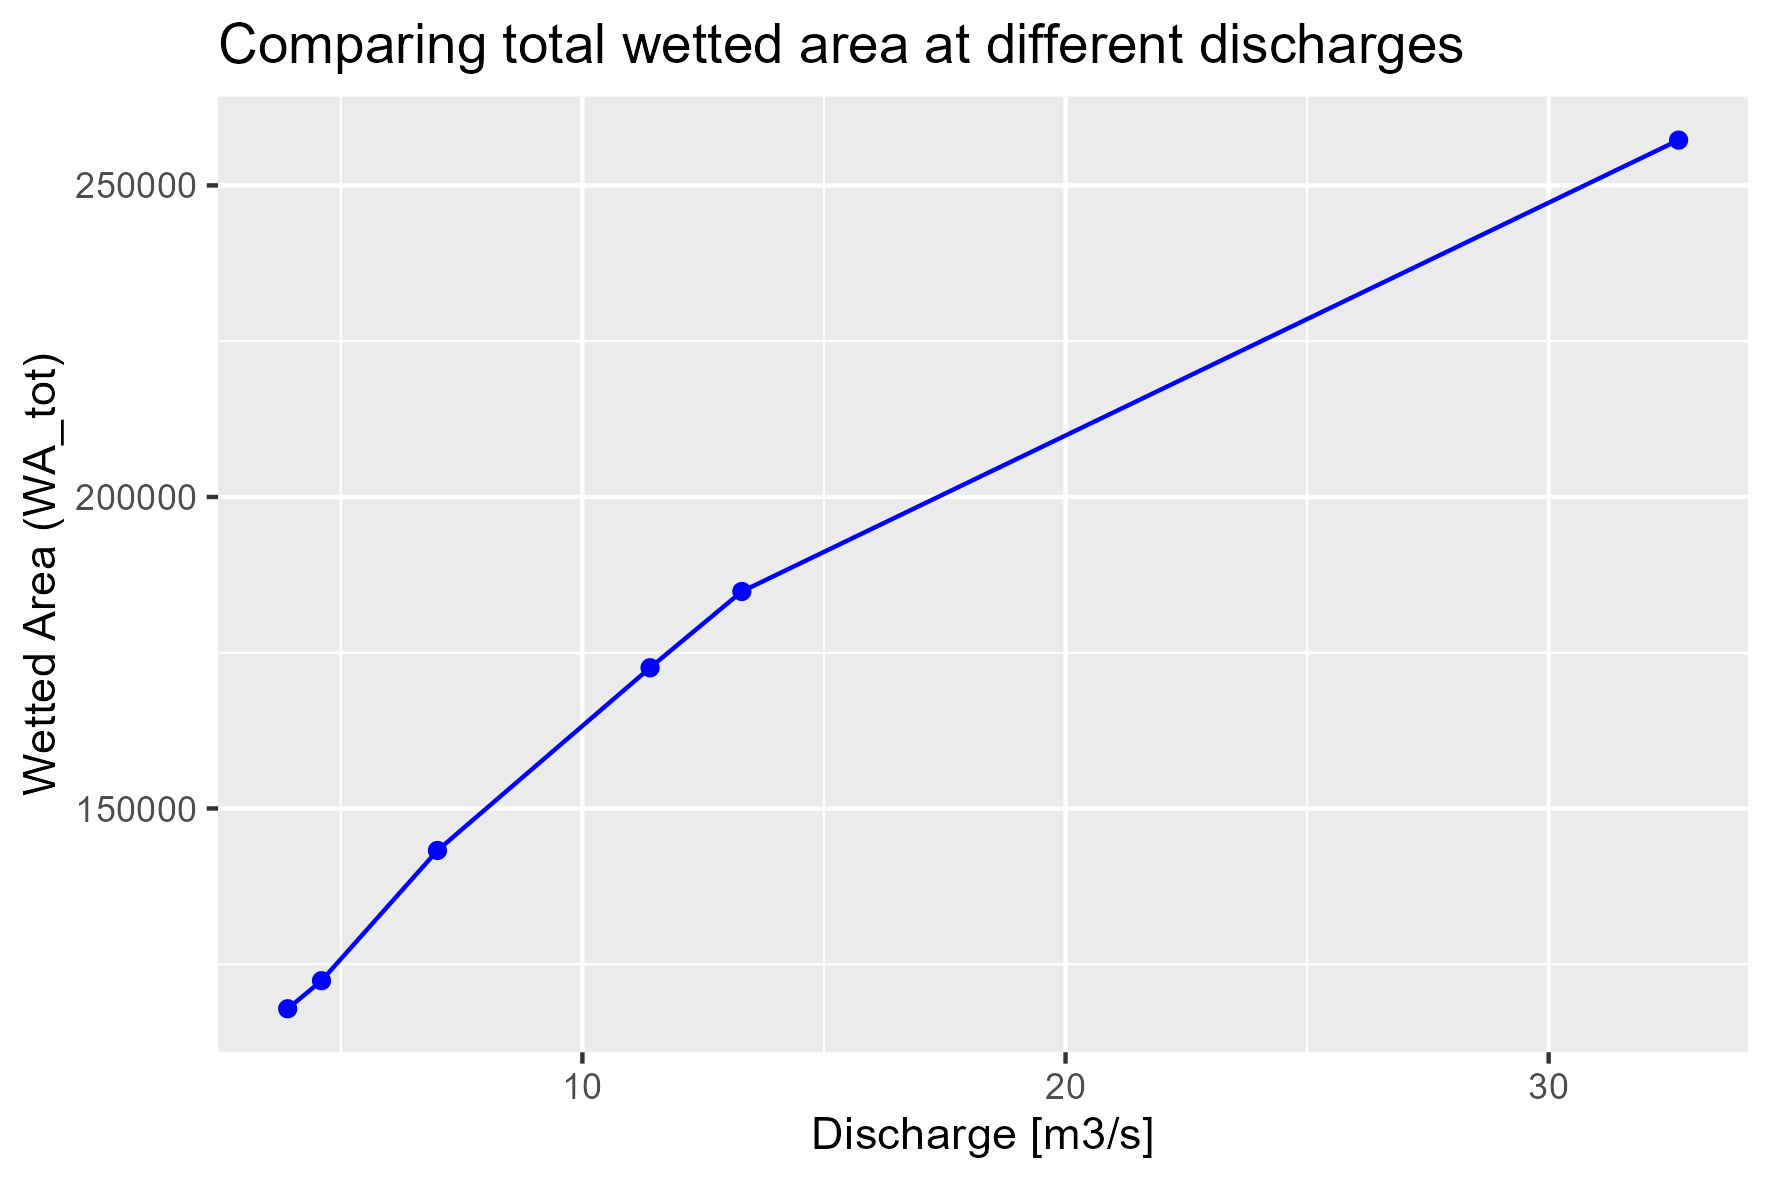 Comparing total wetted area at different discharges
Wetted Area (WA_tot)
250000
200000
150000
10 20 30
Discharge [m3/s]